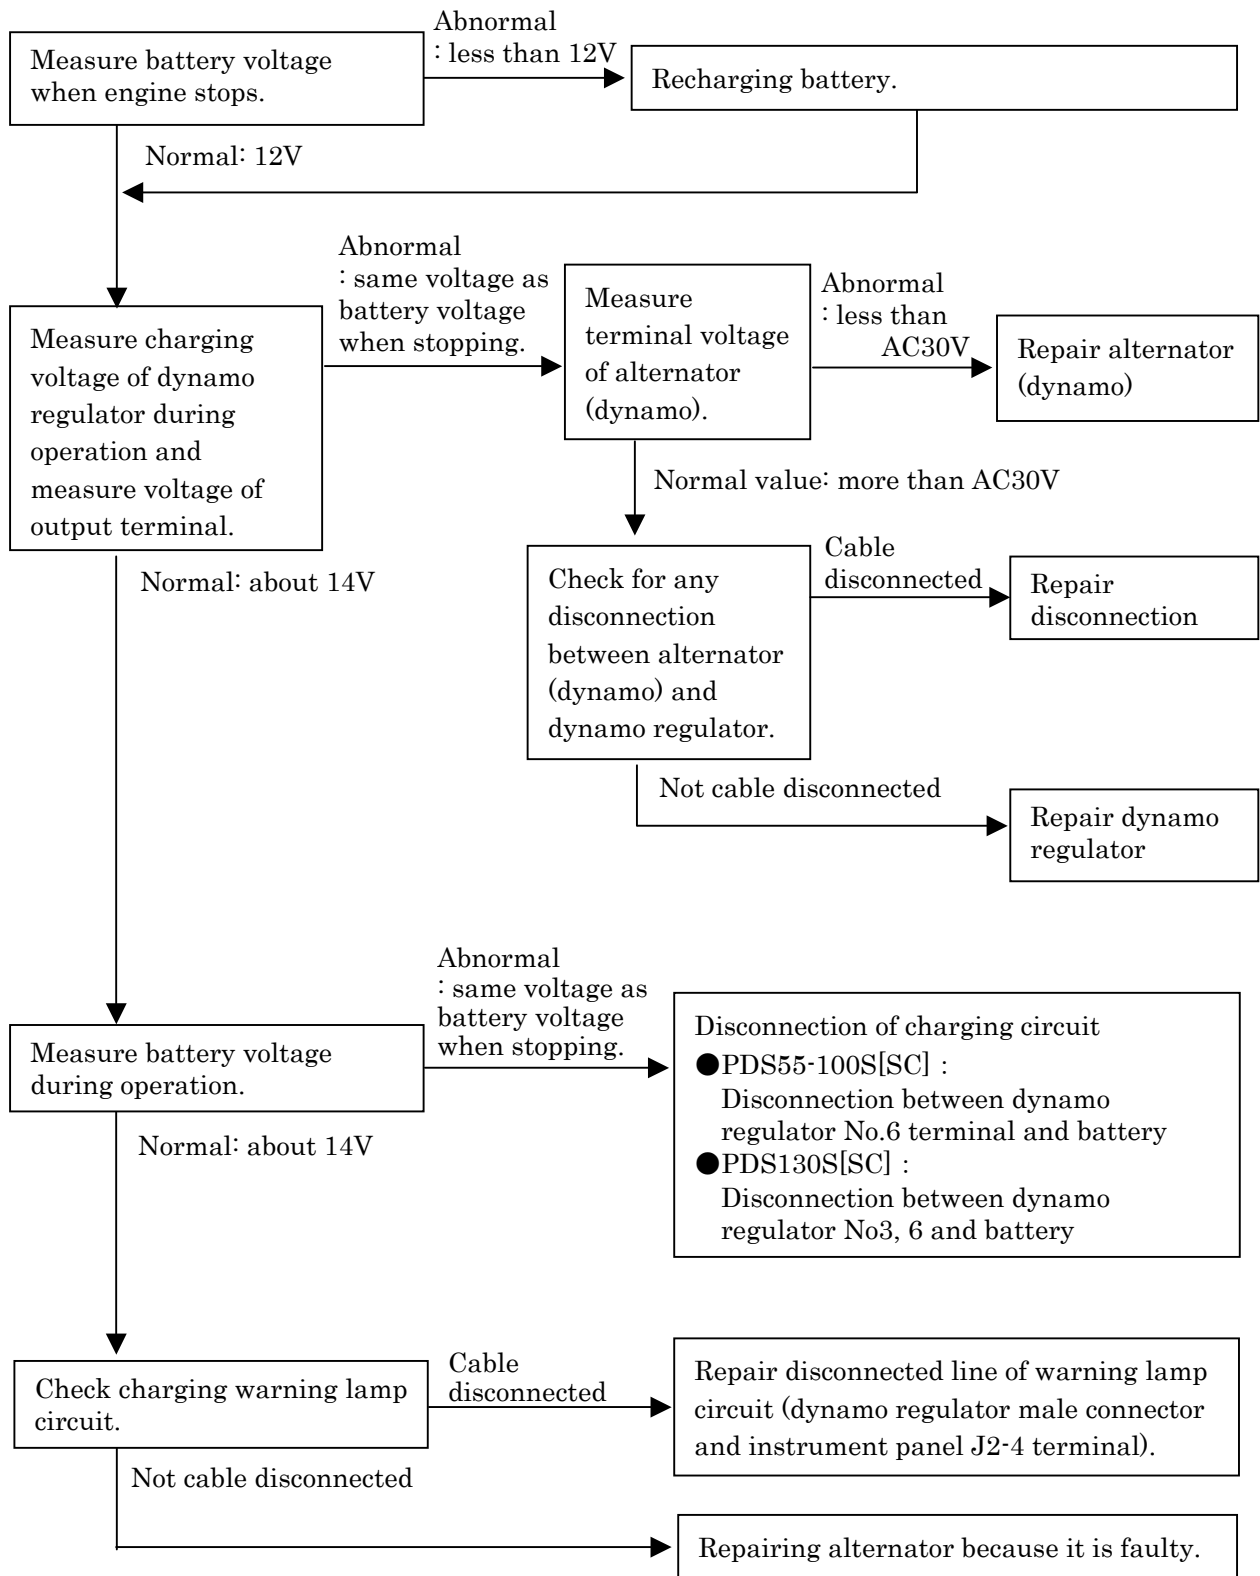 Abnormal
: less than 12V
Measure battery voltage
when engine stops.
Recharging battery.
Normal: 12V
Abnormal
: same voltage as
battery voltage
when stopping.
Measure charging
voltage of dynamo
regulator during
operation and
measure voltage of
output terminal.
Measure
terminal voltage
of alternator
(dynamo).
Abnormal
: less than
AC30V
Repair alternator
(dynamo)
Normal value: more than AC30V
Normal: about 14V
Check for any
disconnection
between alternator
(dynamo) and
dynamo regulator.
Cable
disconnected
Repair
disconnection
Not cable disconnected
Repair dynamo
regulator
Abnormal
: same voltage as
battery voltage
when stopping.
Measure battery voltage
during operation.
Disconnection of charging circuit
●PDS55-100S[SC] :
Disconnection between dynamo
regulator No.6 terminal and battery
●PDS130S[SC] :
Disconnection between dynamo
regulator No3, 6 and battery
Normal: about 14V
Check charging warning lamp
circuit.
Cable
disconnected
Repair disconnected line of warning lamp
circuit (dynamo regulator male connector
and instrument panel J2-4 terminal).
Not cable disconnected
Repairing alternator because it is faulty.